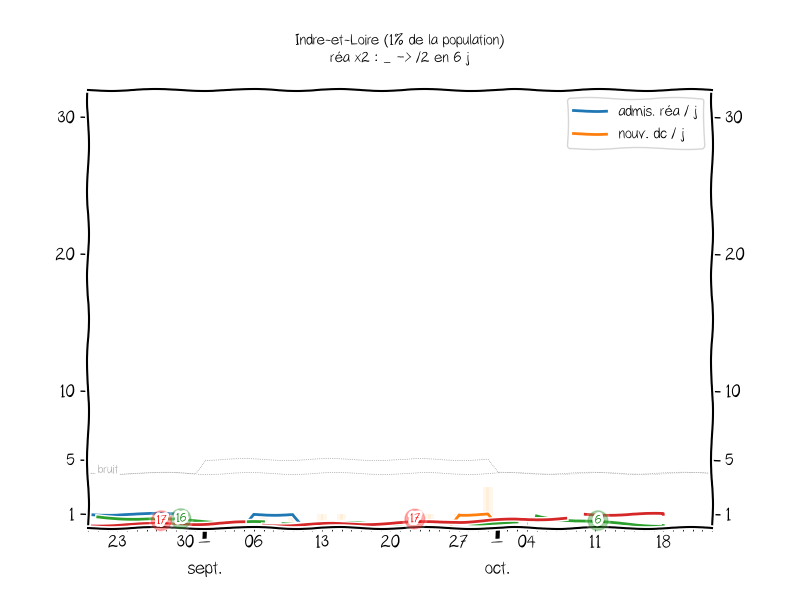 Indre-et-Loire (1% de la population)
réa x2 : _ -> /2 en 6 j
30 30
admis. réa / j
nouv. dc / j
20 20
10 10
5 5
bruit
1 1
17 16 17 6
23 30 06 13 20 27 04 11 18
sept. oct.